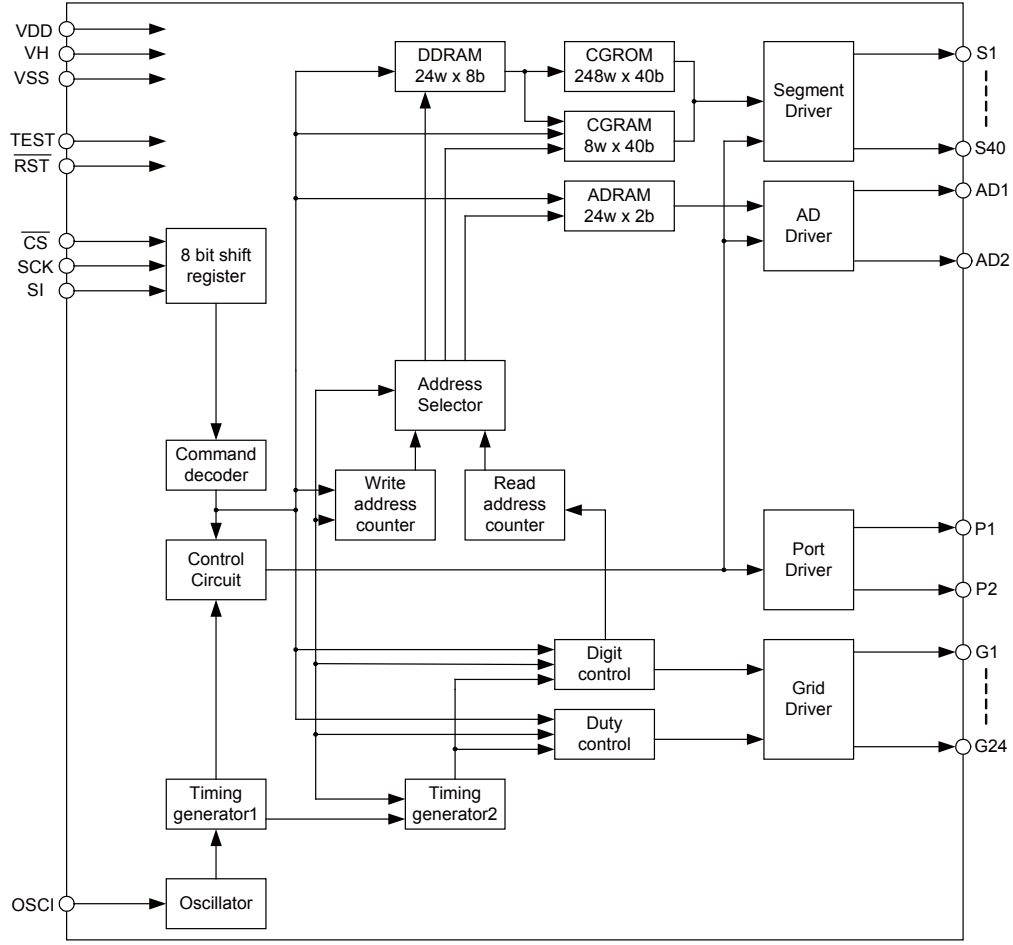 VDD
VH
VSS
TEST
RST
CS
SCK
SI
OSCI
8 bit shift
register
Command
decoder
Control
Circuit
Timing
generator1
Oscillator
DDRAM
24w x 8b
CGROM
248w x 40b
CGRAM
8w x 40b
ADRAM
24w x 2b
Address
Selector
Write
address
counter
Read
address
counter
Digit
control
Duty
control
Timing
generator2
Segment
Driver
AD
Driver
Port
Driver
Grid
Driver
S1
S40
AD1
AD2
P1
P2
G1
G24